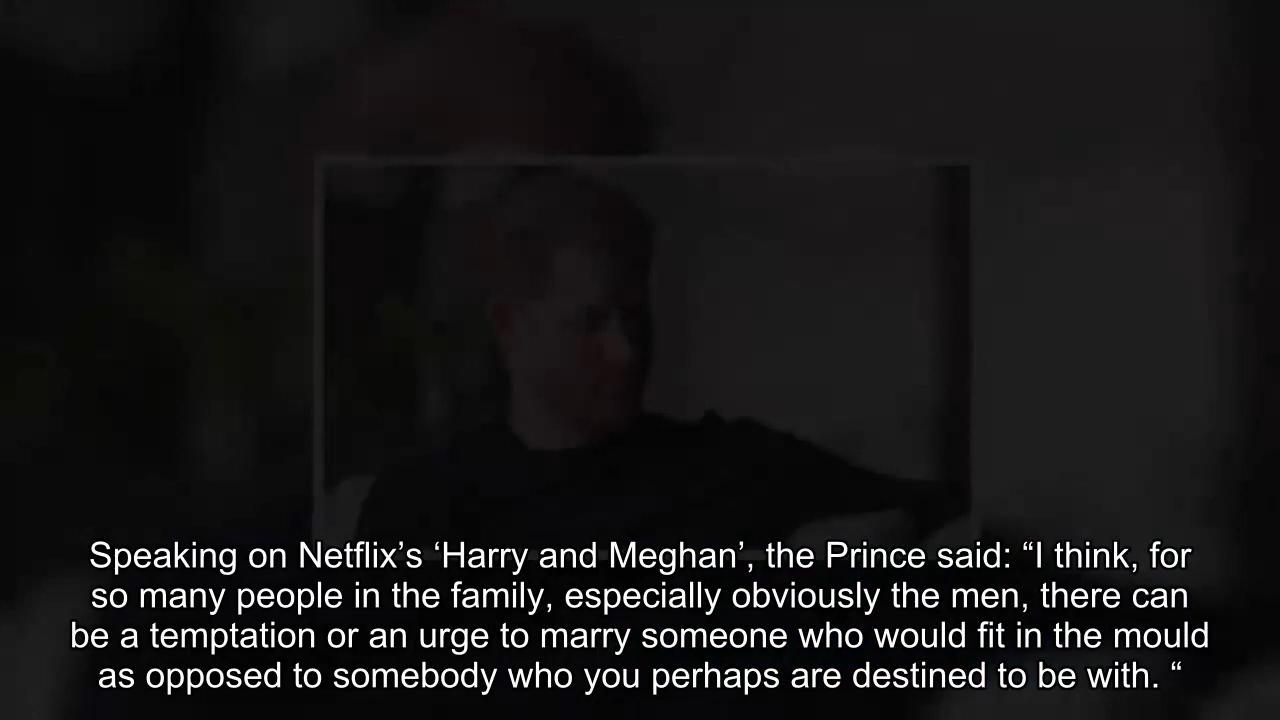 Speaking on Netflix’s ‘Harry and Meghan’, the Prince said: “I think, for
so many people in the family, especially obviously the men, there can
be a temptation or an urge to marry someone who would fit in the mould
as opposed to somebody who you perhaps are destined to be with. “